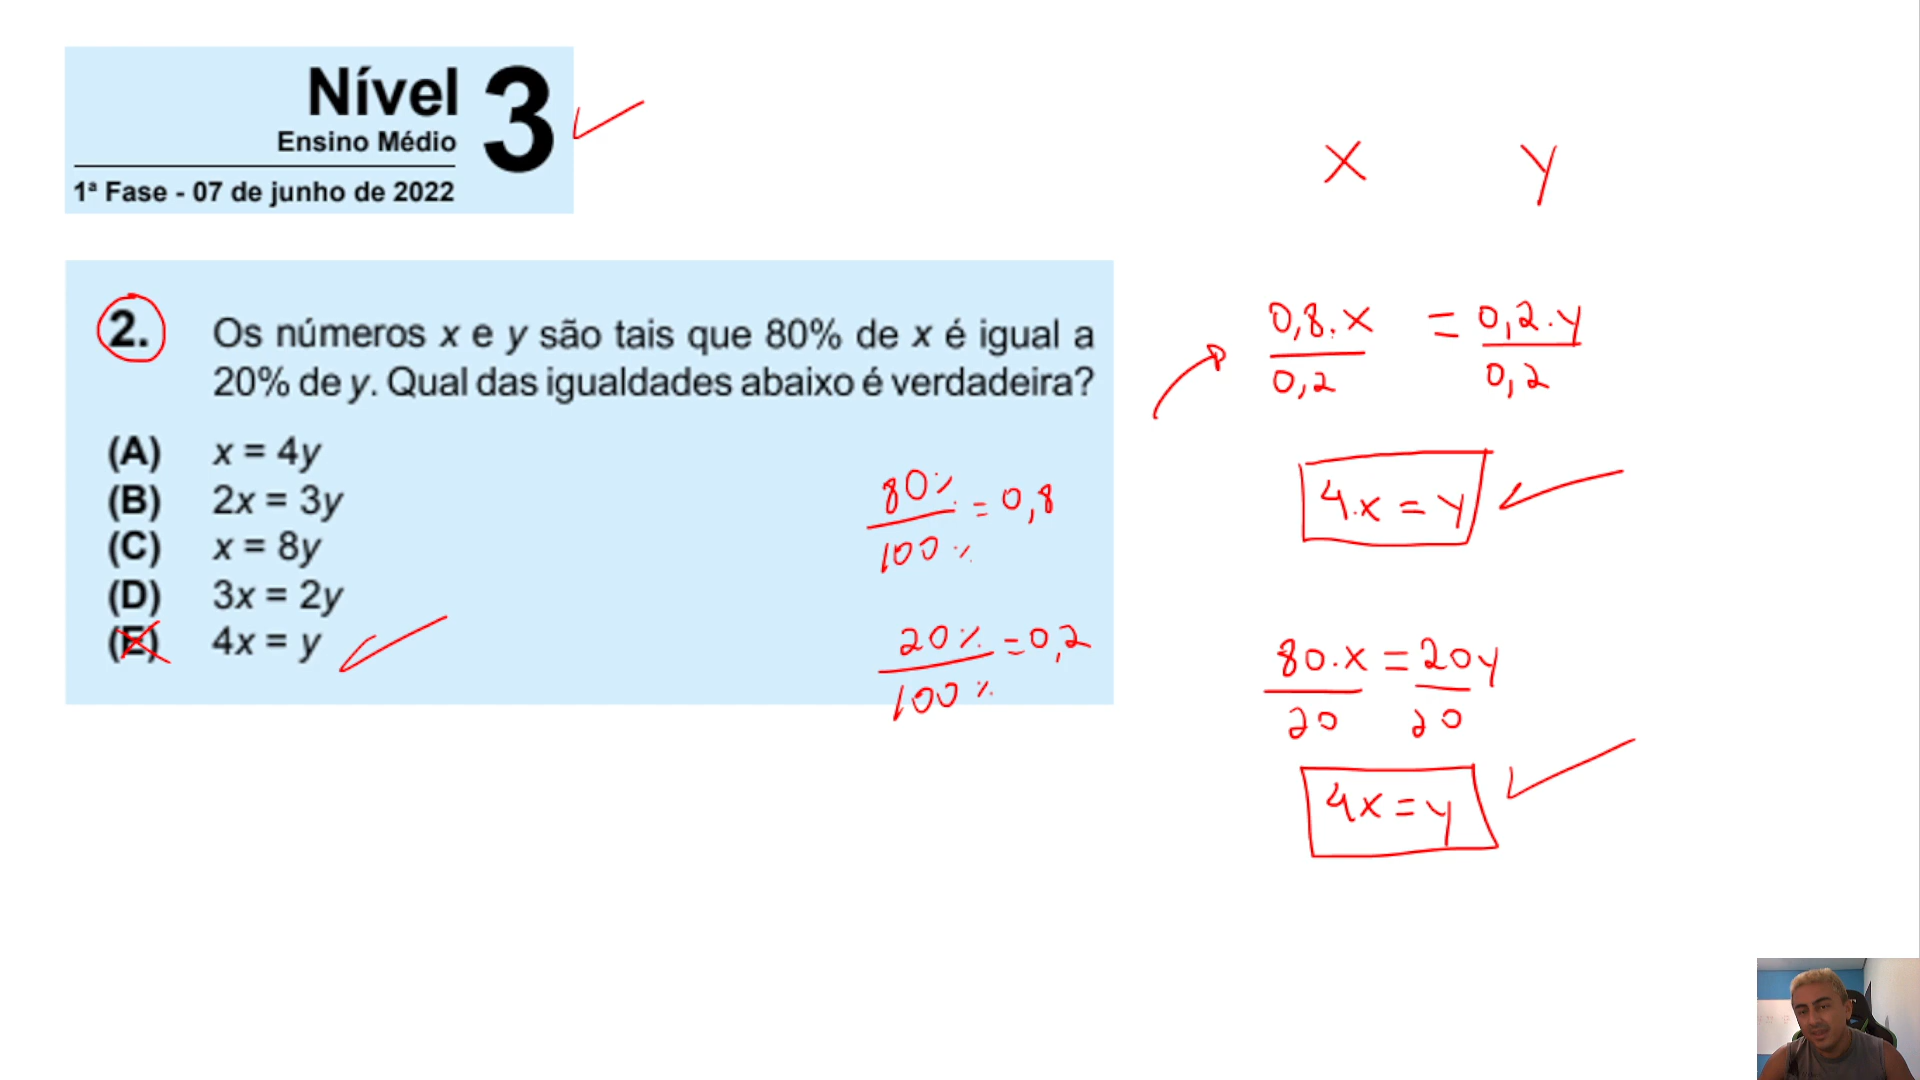 Nível 3
Ensino Médio
1ª Fase - 07 de junho de 2022
2. Os números x e y são tais que 80% de x é igual a
20% de y. Qual das igualdades abaixo é verdadeira?
(A) x = 4y
(B) 2x = 3y
(C) x = 8y
(D) 3x = 2y
(E) 4x = y
80%
100% = 0,8
20%
100% = 0,2
X Y
0,8.x = 0,2.y
0,2 0,2
4.x = y
80.x = 20y
20 20
4x = y